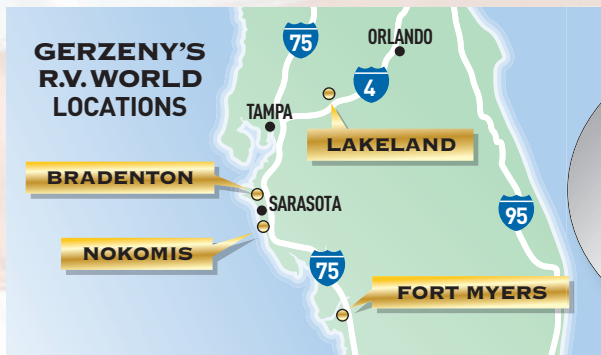 GERZENY'S
R.V. WORLD
LOCATIONS
75
ORLANDO
4
TAMPA
LAKELAND
BRADENTON
SARASOTA
95
NOKOMIS
75
FORT MYERS